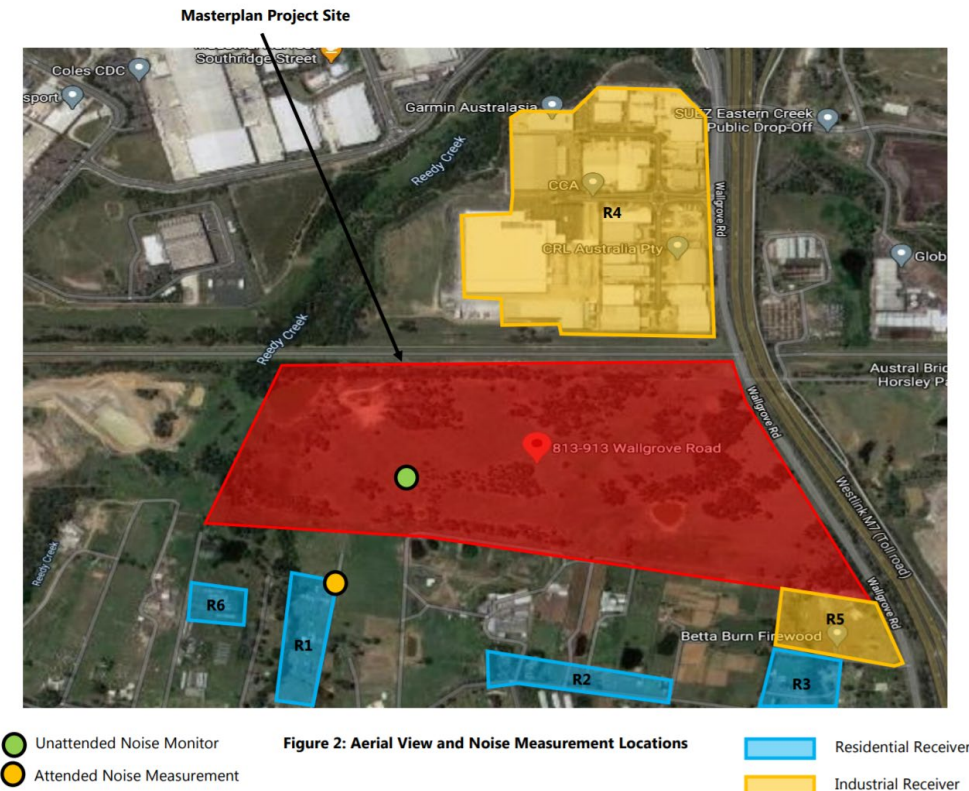 Masterplan Project Site
Southridge Street
Coles CDC
sport
Garmin Australasia
SUEZ Eastern Creek
Public Drop-Off
Reedy Creek
CCA
R4
Wallgrove Rd
CRL Australia Pty
Glob
Reedy Creek
Austral Bric
Horsley Pa
Wallgrove Rd
813-913 Wallgrove Road
Westlink M7 (Toll road)
Reedy Creek
Wallgrove Rd
R6
R5
Betta Burn Firewood
R1
R2
R3
Unattended Noise Monitor
Figure 2: Aerial View and Noise Measurement Locations
Residential Receiver
Attended Noise Measurement
Industrial Receiver